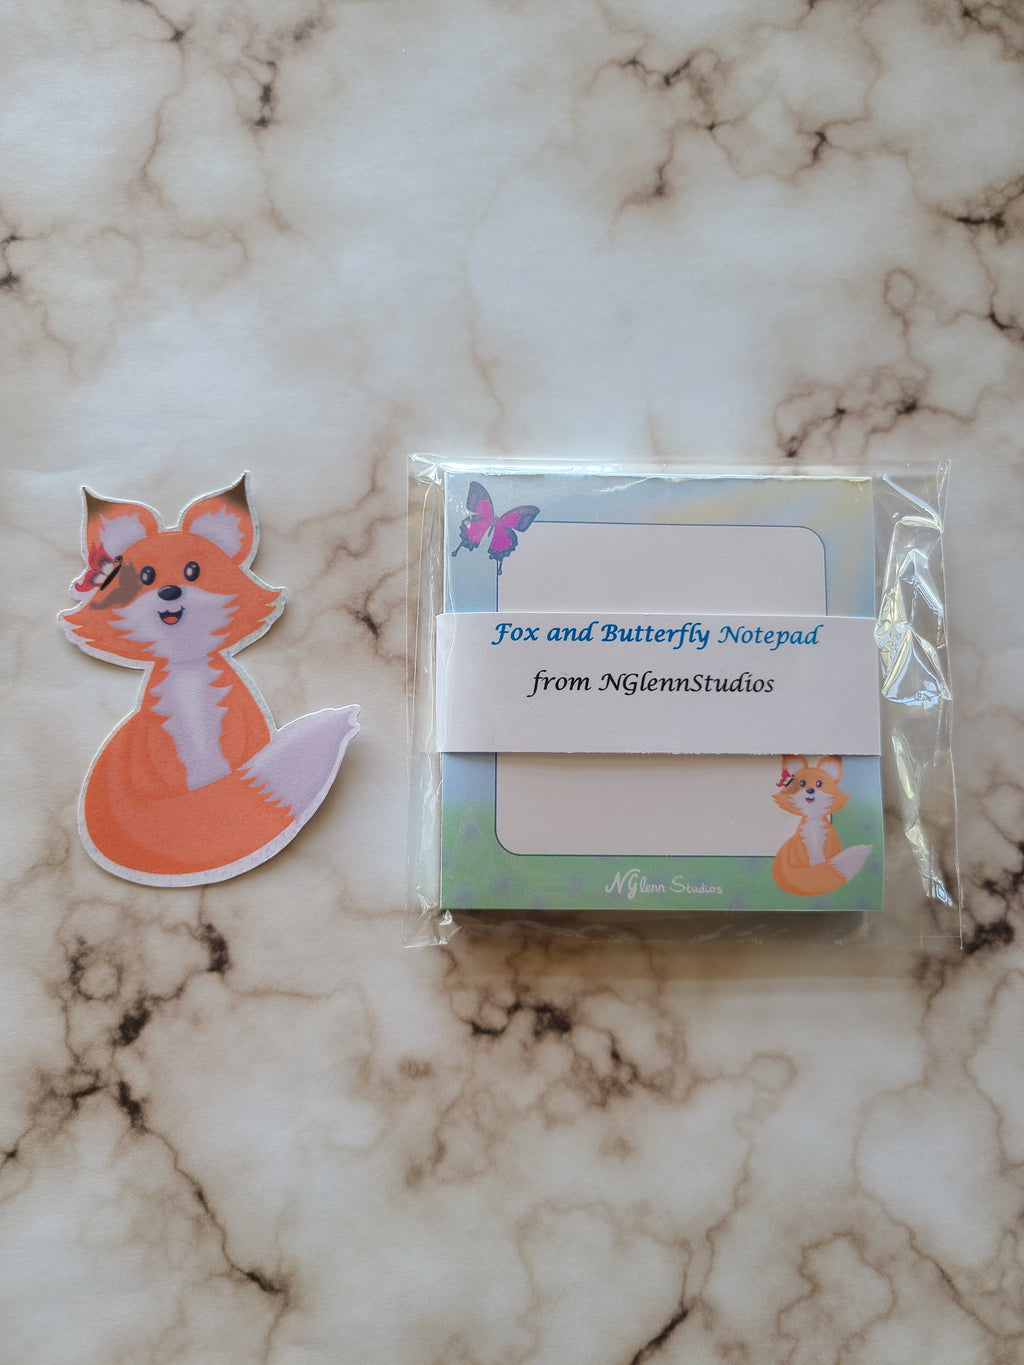 Fox and Butterfly Notepad
from NGlennStudios
NGlenn Studios